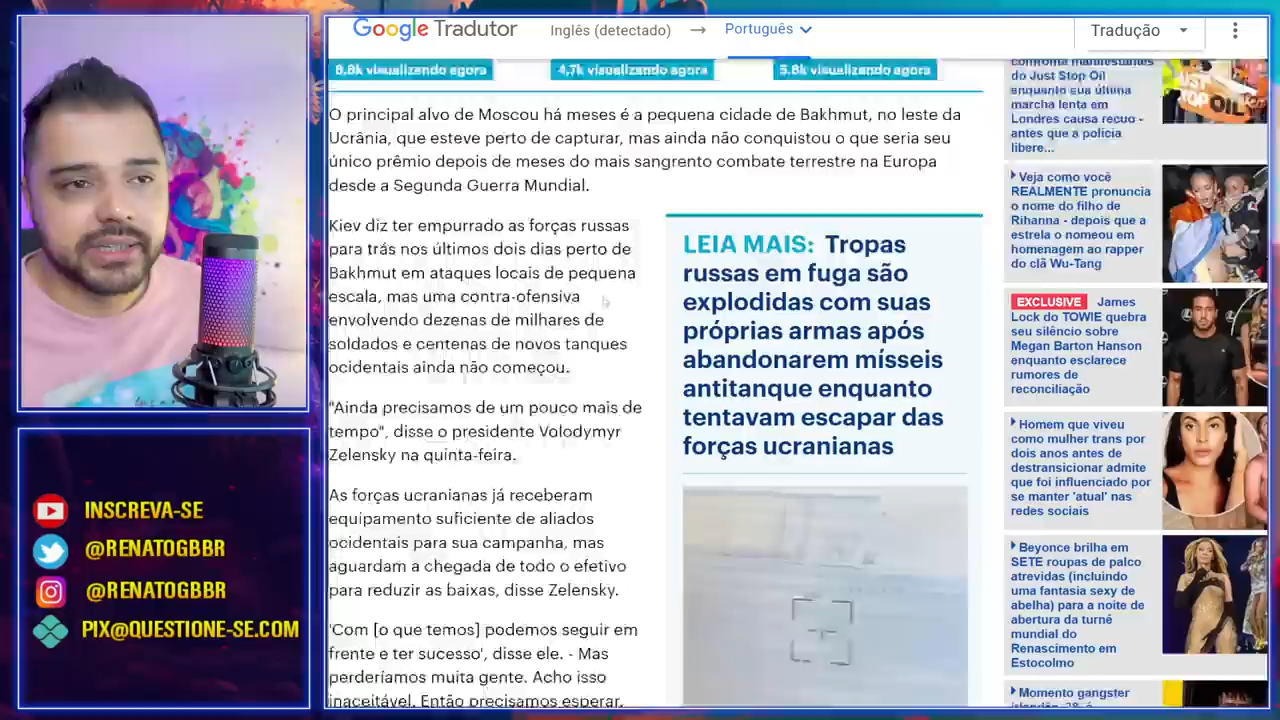 Google Tradutor
Inglês (detectado)
→
Português
Tradução
8,8k visualizando agora
4,7k visualizando agora
5.8k visualizando agora
O principal alvo de Moscou há meses é a pequena cidade de Bakhmut, no leste da
Ucrânia, que esteve perto de capturar, mas ainda não conquistou o que seria seu
único prêmio depois de meses do mais sangrento combate terrestre na Europa
desde a Segunda Guerra Mundial.
Kiev diz ter empurrado as forças russas
para trás nos últimos dois dias perto de
Bakhmut em ataques locais de pequena
escala, mas uma contra-ofensiva
envolvendo dezenas de milhares de
soldados e centenas de novos tanques
ocidentais ainda não começou.
"Ainda precisamos de um pouco mais de
tempo", disse o presidente Volodymyr
Zelensky na quinta-feira.
As forças ucranianas já receberam
equipamento suficiente de aliados
ocidentais para sua campanha, mas
aguardam a chegada de todo o efetivo
para reduzir as baixas, disse Zelensky.
'Com [o que temos] podemos seguir em
frente e ter sucesso', disse ele. - Mas
perderíamos muita gente. Acho isso
inaceitável. Então precisamos esperar.
LEIA MAIS: Tropas
russas em fuga são
explodidas com suas
próprias armas após
abandonarem mísseis
antitanque enquanto
tentavam escapar das
forças ucranianas
confronta manifestantes
do Just Stop Oil
enquanto sua última
marcha lenta em
Londres causa recuo -
antes que a polícia
libere...
JUST
STOP OIL
Veja como você
REALMENTE pronuncia
o nome do filho de
Rihanna - depois que a
estrela o nomeou em
homenagem ao rapper
do clã Wu-Tang
EXCLUSIVE James
Lock do TOWIE quebra
seu silêncio sobre
Megan Barton Hanson
enquanto esclarece
rumores de
reconciliação
Homem que viveu
como mulher trans por
dois anos antes de
destransicionar admite
que foi influenciado por
se manter 'atual' nas
redes sociais
Beyonce brilha em
SETE roupas de palco
atrevidas (incluindo
uma fantasia sexy de
abelha) para a noite de
abertura da turnê
mundial do
Renascimento em
Estocolmo
Momento gangster
INSCREVA-SE
@RENATOGBBR
@RENATOGBBR
PIX@QUESTIONE-SE.COM